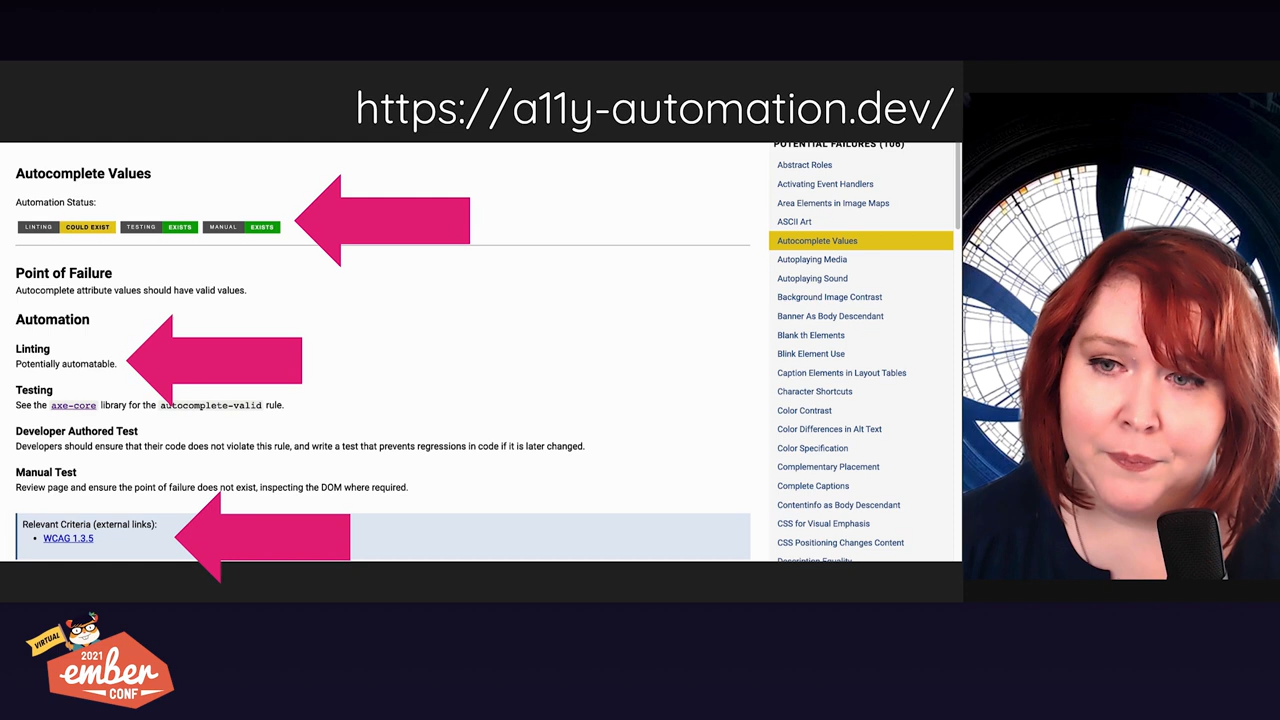 https://a11y-automation.dev/
Autocomplete Values
Automation Status:
LINTING COULD EXIST TESTING EXISTS MANUAL EXISTS
Point of Failure
Autocomplete attribute values should have valid values.
Automation
Linting
Potentially automatable.
Testing
See the axe-core library for the autocomplete-valid rule.
Developer Authored Test
Developers should ensure that their code does not violate this rule, and write a test that prevents regressions in code if it is later changed.
Manual Test
Review page and ensure the point of failure does not exist, inspecting the DOM where required.
Relevant Criteria (external links):
• WCAG 1.3.5
POTENTIAL FAILURES (106)
Abstract Roles
Activating Event Handlers
Area Elements in Image Maps
ASCII Art
Autocomplete Values
Autoplaying Media
Autoplaying Sound
Background Image Contrast
Banner As Body Descendant
Blank th Elements
Blink Element Use
Caption Elements in Layout Tables
Character Shortcuts
Color Contrast
Color Differences in Alt Text
Color Specification
Complementary Placement
Complete Captions
Contentinfo as Body Descendant
CSS for Visual Emphasis
CSS Positioning Changes Content
Description Equality
VIRTUAL
2021
ember
CONF